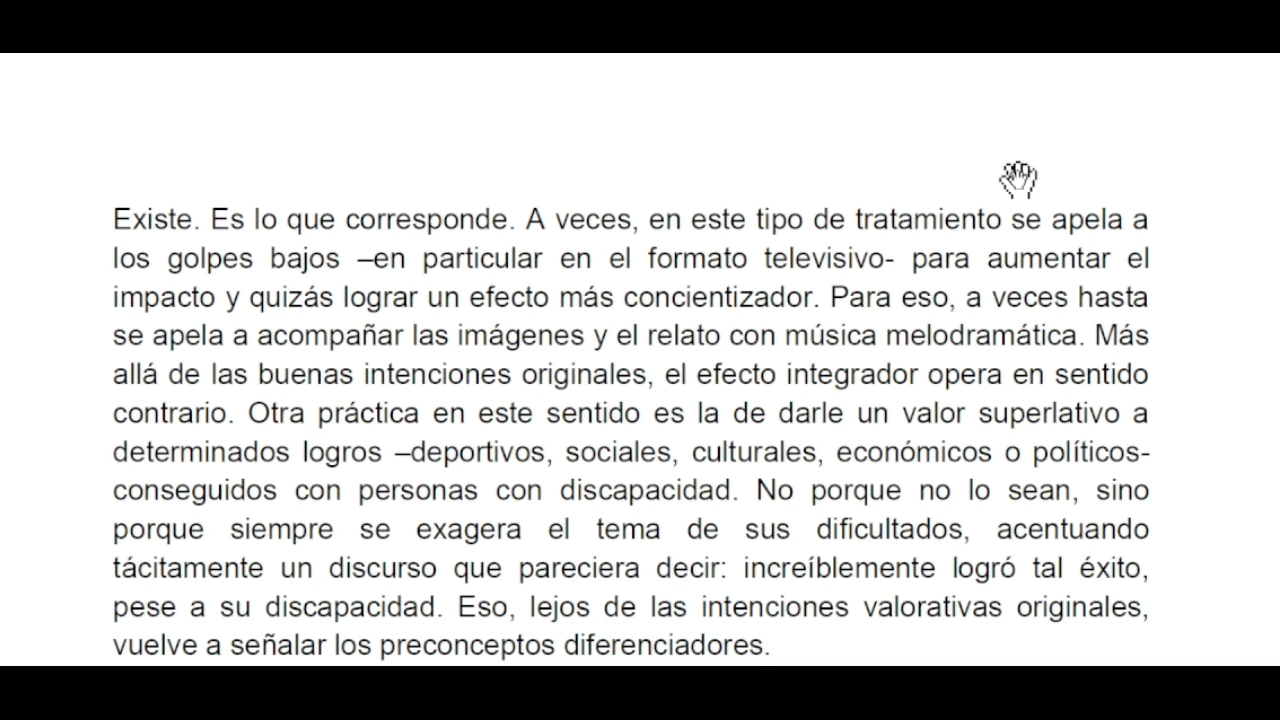 Existe. Es lo que corresponde. A veces, en este tipo de tratamiento se apela a
los golpes bajos –en particular en el formato televisivo- para aumentar el
impacto y quizás lograr un efecto más concientizador. Para eso, a veces hasta
se apela a acompañar las imágenes y el relato con música melodramática. Más
allá de las buenas intenciones originales, el efecto integrador opera en sentido
contrario. Otra práctica en este sentido es la de darle un valor superlativo a
determinados logros –deportivos, sociales, culturales, económicos o políticos-
conseguidos con personas con discapacidad. No porque no lo sean, sino
porque siempre se exagera el tema de sus dificultados, acentuando
tácitamente un discurso que pareciera decir: increíblemente logró tal éxito,
pese a su discapacidad. Eso, lejos de las intenciones valorativas originales,
vuelve a señalar los preconceptos diferenciadores.